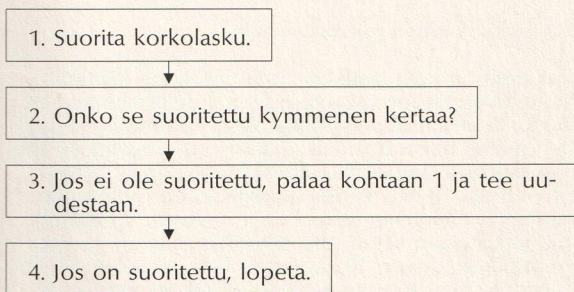 1. Suorita korkolasku.
2. Onko se suoritettu kymmenen kertaa?
3. Jos ei ole suoritettu, palaa kohtaan 1 ja tee uu-
destaan.
4. Jos on suoritettu, lopeta.